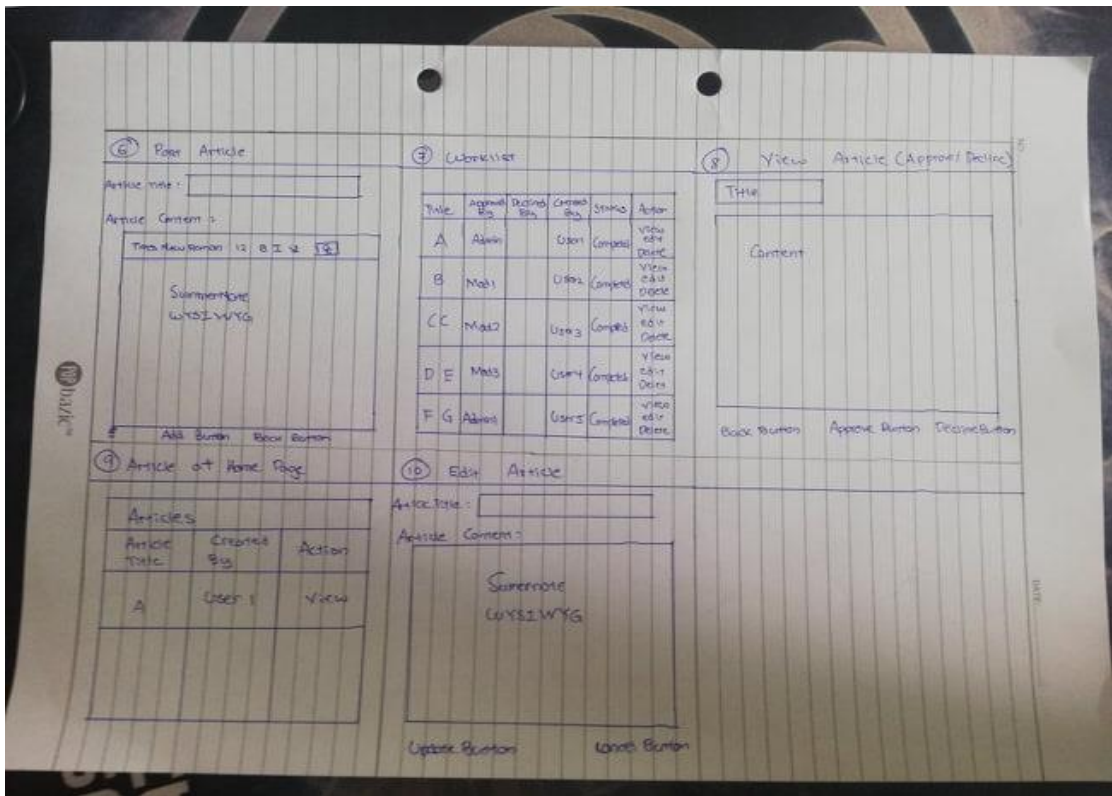 6 Post Article
Article Title :
Article Content :
Times New Roman 12 B I U
Summernote
WYSIWYG
Add Button Back Button
7 Worklist
Title Approved By Declined By Created By Status Action
A Admin User1 Completed View edit Delete
B Mod1 User2 Completed View edit Delete
CC Mod2 User3 Completed View edit Delete
D E Mod3 User4 Completed View edit Delete
F G Admin User5 Completed View edit Delete
8 View Article (Approve/Decline)
Title
Content
Back Button Approve Button Decline Button
9 Article at Home Page
Articles
Article Title Created By Action
A User 1 View
10 Edit Article
Article Title :
Article Content :
Summernote
WYSIWYG
Update Button Cancel Button
POP bazic
DATE